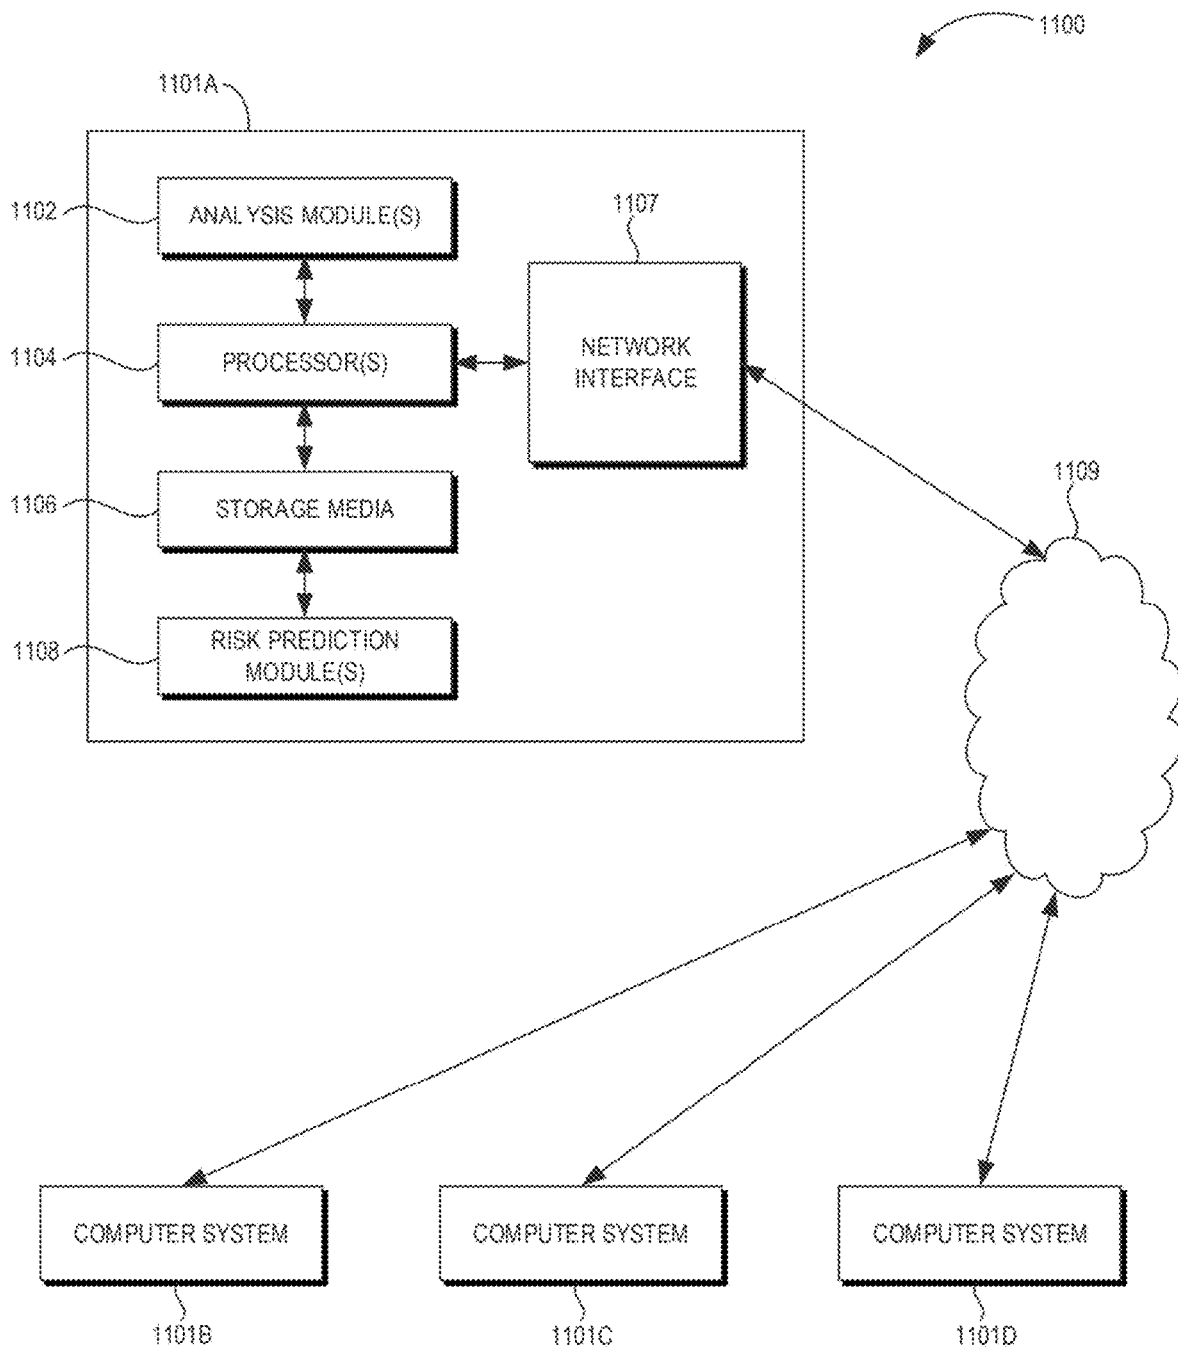 1100
1101A
1102
ANALYSIS MODULE(S)
1107
1104
PROCESSOR(S)
NETWORK
INTERFACE
1106
STORAGE MEDIA
1109
1108
RISK PREDICTION
MODULE(S)
COMPUTER SYSTEM
COMPUTER SYSTEM
COMPUTER SYSTEM
1101B
1101C
1101D